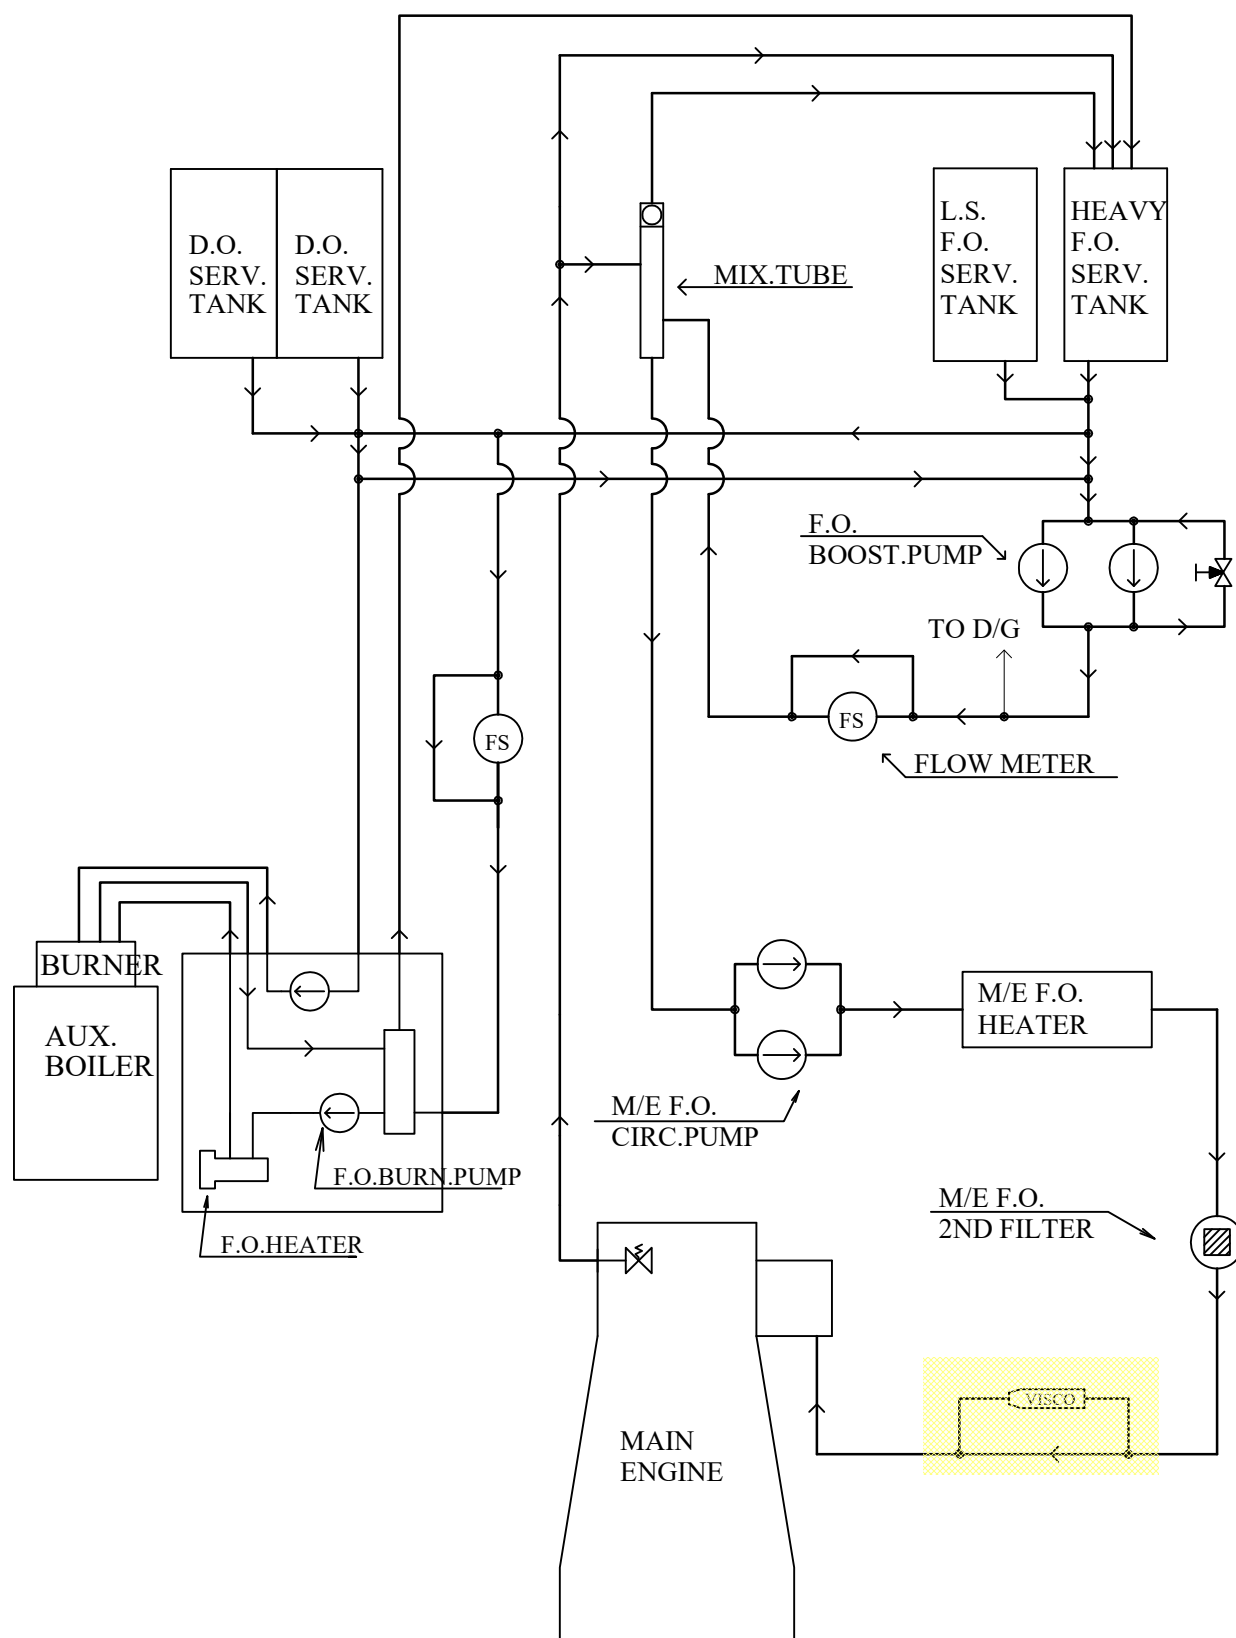 D.O.
SERV.
TANK
D.O.
SERV.
TANK
L.S.
F.O.
SERV.
TANK
HEAVY
F.O.
SERV.
TANK
MIX.TUBE
F.O.
BOOST.PUMP
TO D/G
FS
FS
FLOW METER
BURNER
AUX.
BOILER
M/E F.O.
HEATER
M/E F.O.
CIRC.PUMP
F.O.BURN.PUMP
F.O.HEATER
M/E F.O.
2ND FILTER
VISCO
MAIN
ENGINE